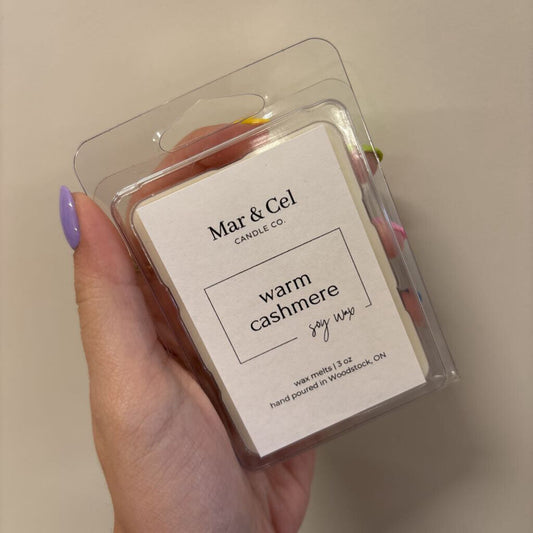 Mar & Cel
CANDLE CO.
warm
cashmere
soy wax
wax melts | 3 oz
hand poured in Woodstock, ON